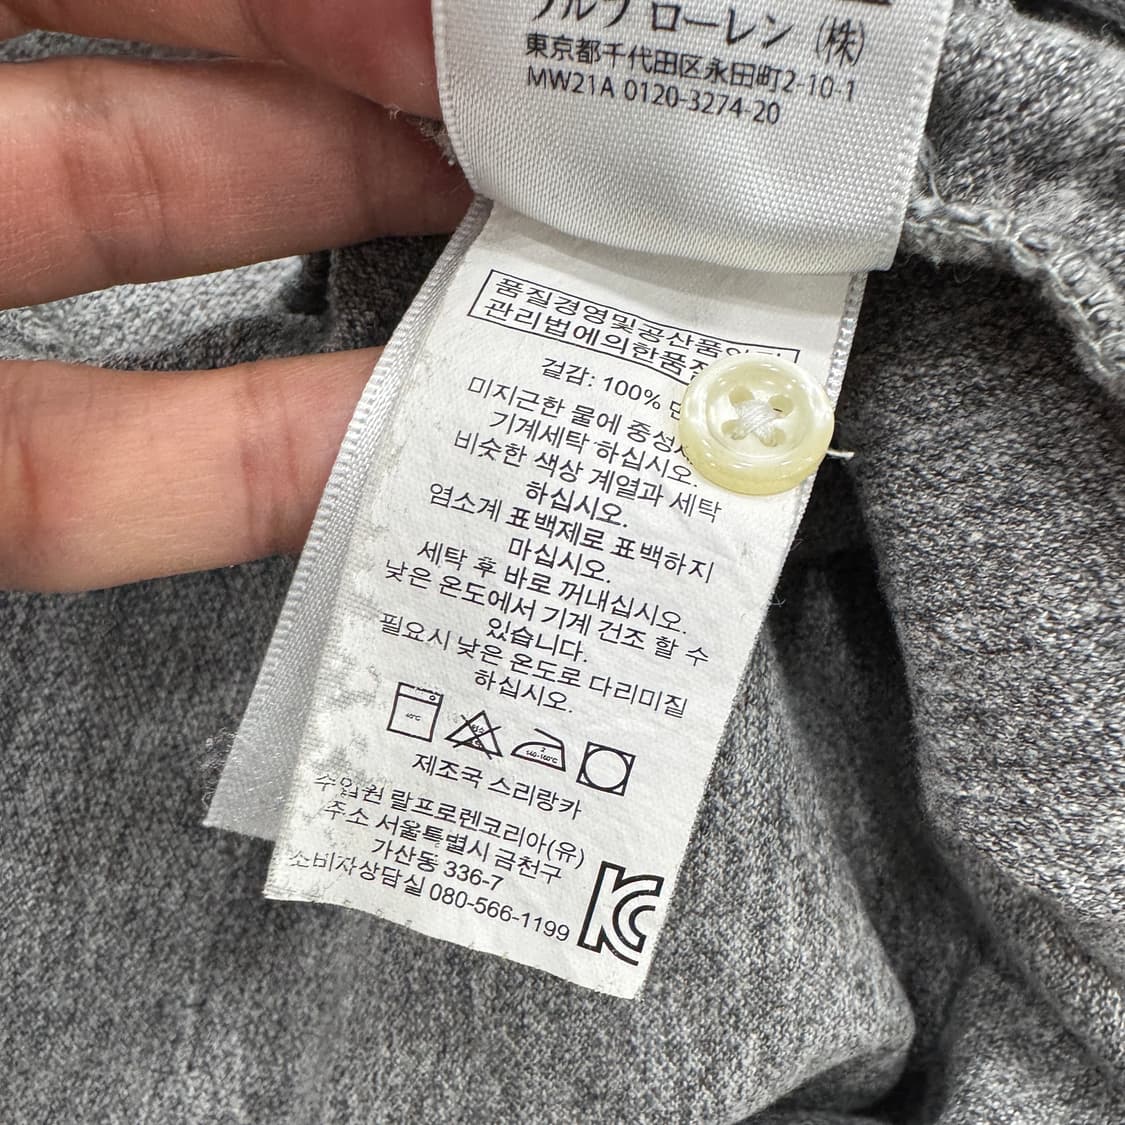 ラルフ ローレン (株)
東京都千代田区永田町2-10-1
MW21A 0120-3274-20
품질경영및공산품안전
관리법에의한품질
겉감: 100%
미지근한 물에 중성세
기계세탁 하십시오.
비슷한 색상 계열과 세탁
하십시오.
염소계 표백제로 표백하지
마십시오.
세탁 후 바로 꺼내십시오.
낮은 온도에서 기계 건조 할 수
있습니다.
필요시 낮은 온도로 다리미질
하십시오.
40℃ 염소 2 140-160℃
제조국 스리랑카
수입원 랄프로렌코리아(유)
주소 서울특별시 금천구
가산동 336-7
소비자상담실 080-566-1199